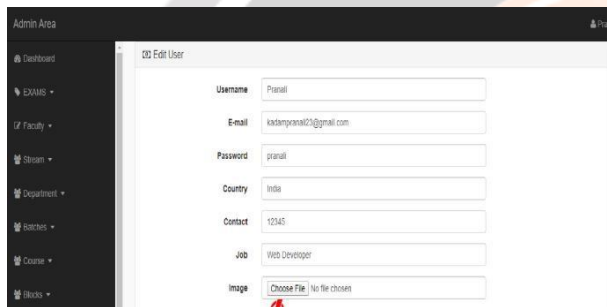 Admin Area
Pra
Dashboard
Edit User
EXAMS
Faculty
Stream
Department
Batches
Course
Blocks
Username
Pranali
E-mail
kadampranali23@gmail.com
Password
pranali
Country
India
Contact
12345
Job
Web Developer
Image
Choose File No file chosen